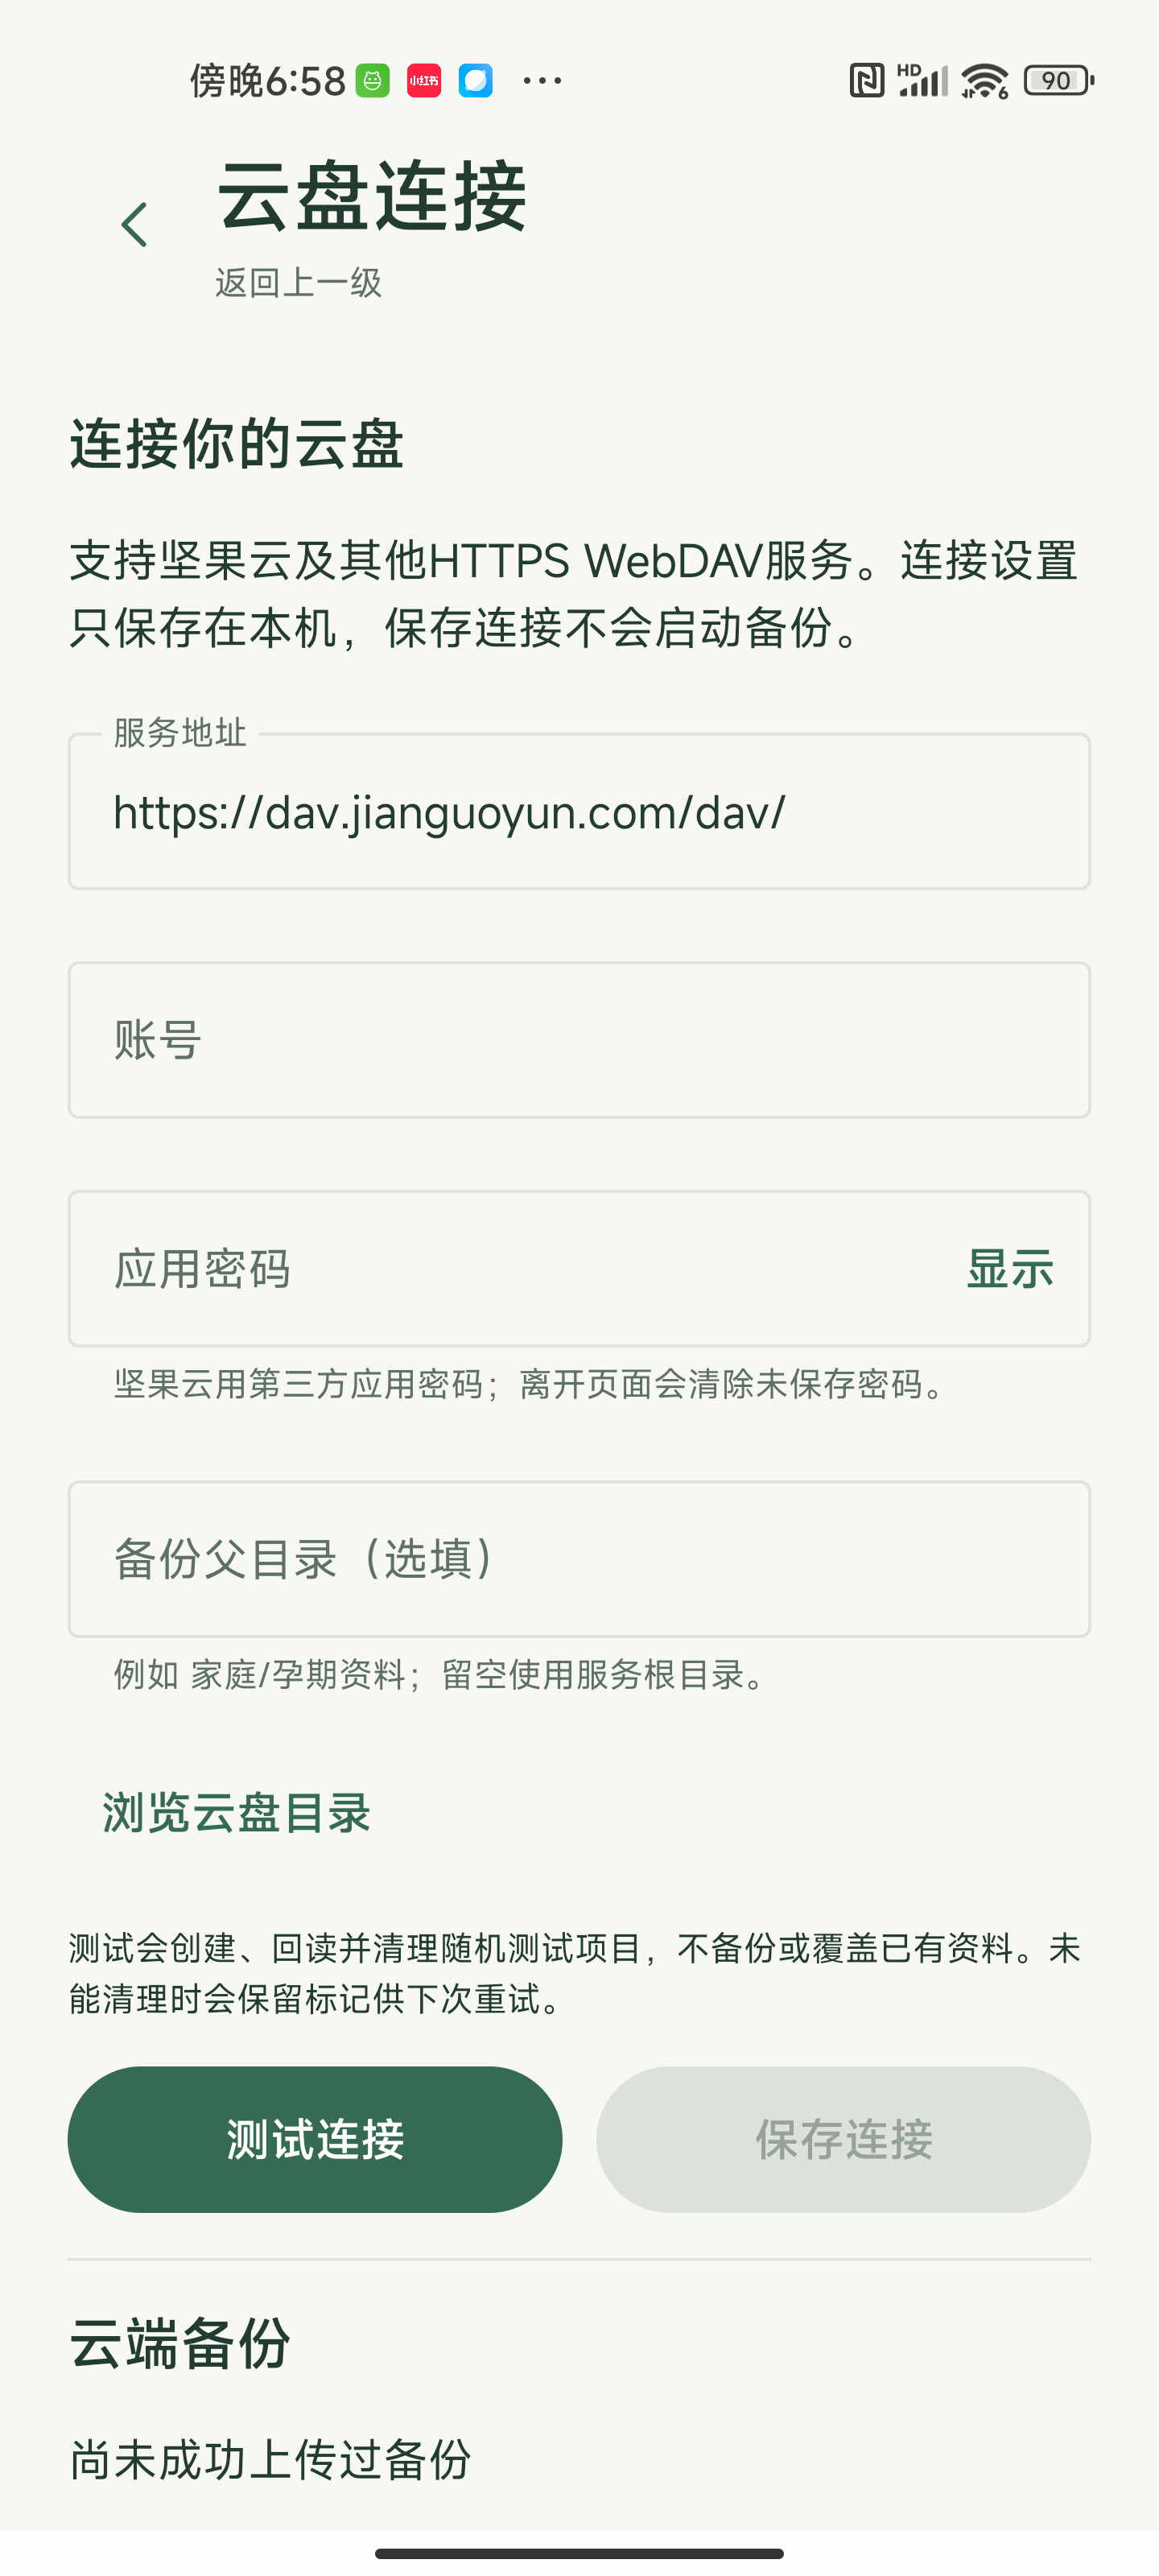 傍晚6:58 小红书 ··· HD 6 90
云盘连接
返回上一级
连接你的云盘
支持坚果云及其他HTTPS WebDAV服务。连接设置
只保存在本机，保存连接不会启动备份。
服务地址
https://dav.jianguoyun.com/dav/
账号
应用密码 显示
坚果云用第三方应用密码；离开页面会清除未保存密码。
备份父目录（选填）
例如 家庭/孕期资料；留空使用服务根目录。
浏览云盘目录
测试会创建、回读并清理随机测试项目，不备份或覆盖已有资料。未
能清理时会保留标记供下次重试。
测试连接 保存连接
云端备份
尚未成功上传过备份